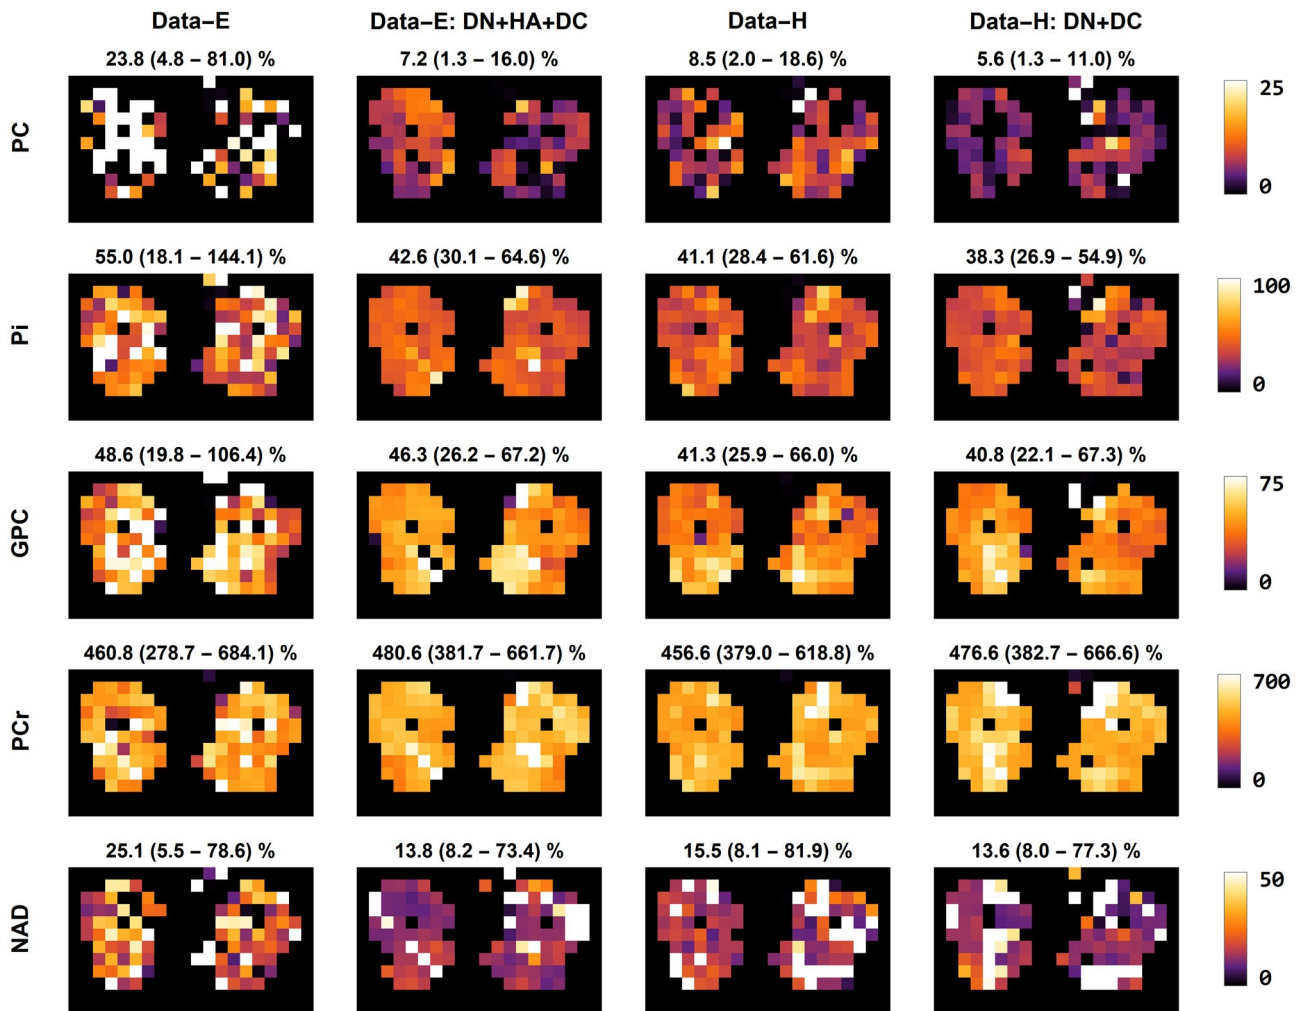 Data–E Data–E: DN+HA+DC Data–H Data–H: DN+DC
23.8 (4.8 – 81.0) % 7.2 (1.3 – 16.0) % 8.5 (2.0 – 18.6) % 5.6 (1.3 – 11.0) %
PC
25
0
55.0 (18.1 – 144.1) % 42.6 (30.1 – 64.6) % 41.1 (28.4 – 61.6) % 38.3 (26.9 – 54.9) %
Pi
100
0
48.6 (19.8 – 106.4) % 46.3 (26.2 – 67.2) % 41.3 (25.9 – 66.0) % 40.8 (22.1 – 67.3) %
GPC
75
0
460.8 (278.7 – 684.1) % 480.6 (381.7 – 661.7) % 456.6 (379.0 – 618.8) % 476.6 (382.7 – 666.6) %
PCr
700
0
25.1 (5.5 – 78.6) % 13.8 (8.2 – 73.4) % 15.5 (8.1 – 81.9) % 13.6 (8.0 – 77.3) %
NAD
50
0